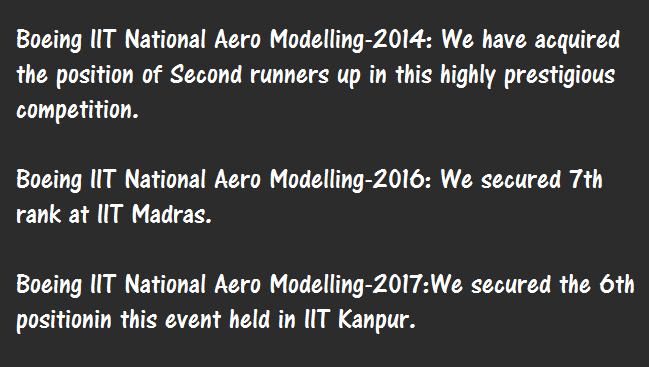 Boeing IIT National Aero Modelling-2014: We have acquired
the position of Second runners up in this highly prestigious
competition.
Boeing IIT National Aero Modelling-2016: We secured 7th
rank at IIT Madras.
Boeing IIT National Aero Modelling-2017:We secured the 6th
positionin this event held in IIT Kanpur.